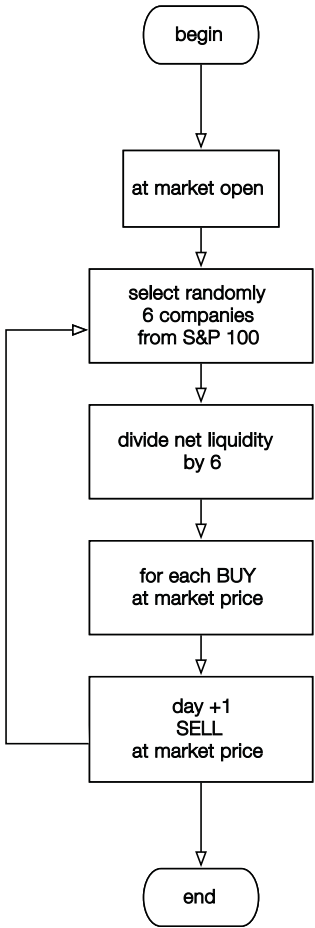 begin
at market open
select randomly
6 companies
from S&P 100
divide net liquidity
by 6
for each BUY
at market price
day +1
SELL
at market price
end